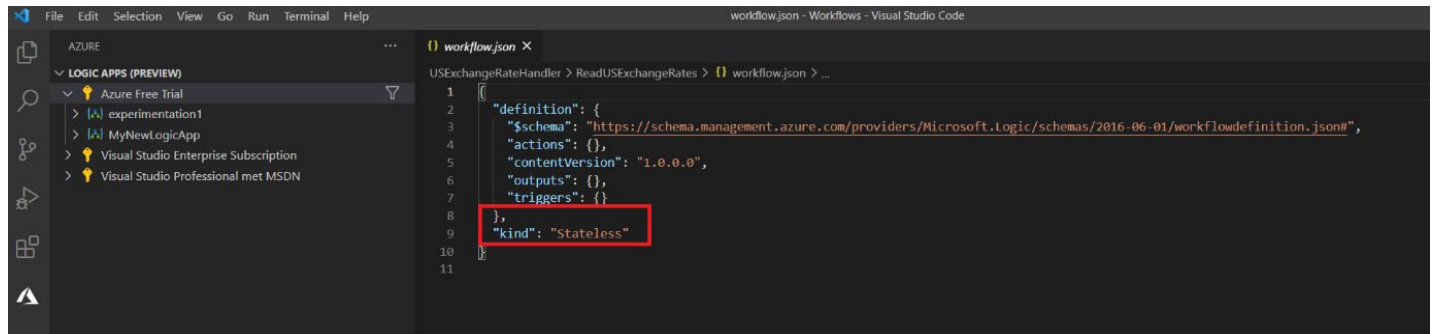 File Edit Selection View Go Run Terminal Help
workflow.json - Workflows - Visual Studio Code
AZURE ...
LOGIC APPS (PREVIEW)
Azure Free Trial
experimentation1
MyNewLogicApp
Visual Studio Enterprise Subscription
Visual Studio Professional met MSDN
{} workflow.json ×
USExchangeRateHandler > ReadUSExchangeRates > {} workflow.json > ...
1 {
2 "definition": {
3 "$schema": "https://schema.management.azure.com/providers/Microsoft.Logic/schemas/2016-06-01/workflowdefinition.json#",
4 "actions": {},
5 "contentVersion": "1.0.0.0",
6 "outputs": {},
7 "triggers": {}
8 },
9 "kind": "Stateless"
10 }
11